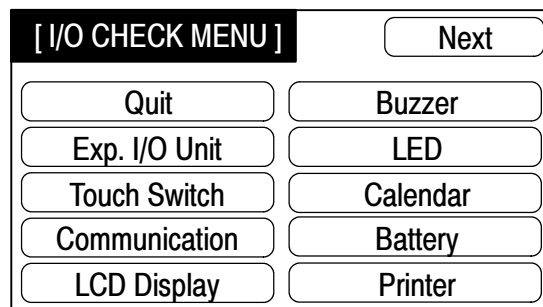 [ I/O CHECK MENU ]
Next
Quit
Buzzer
Exp. I/O Unit
LED
Touch Switch
Calendar
Communication
Battery
LCD Display
Printer